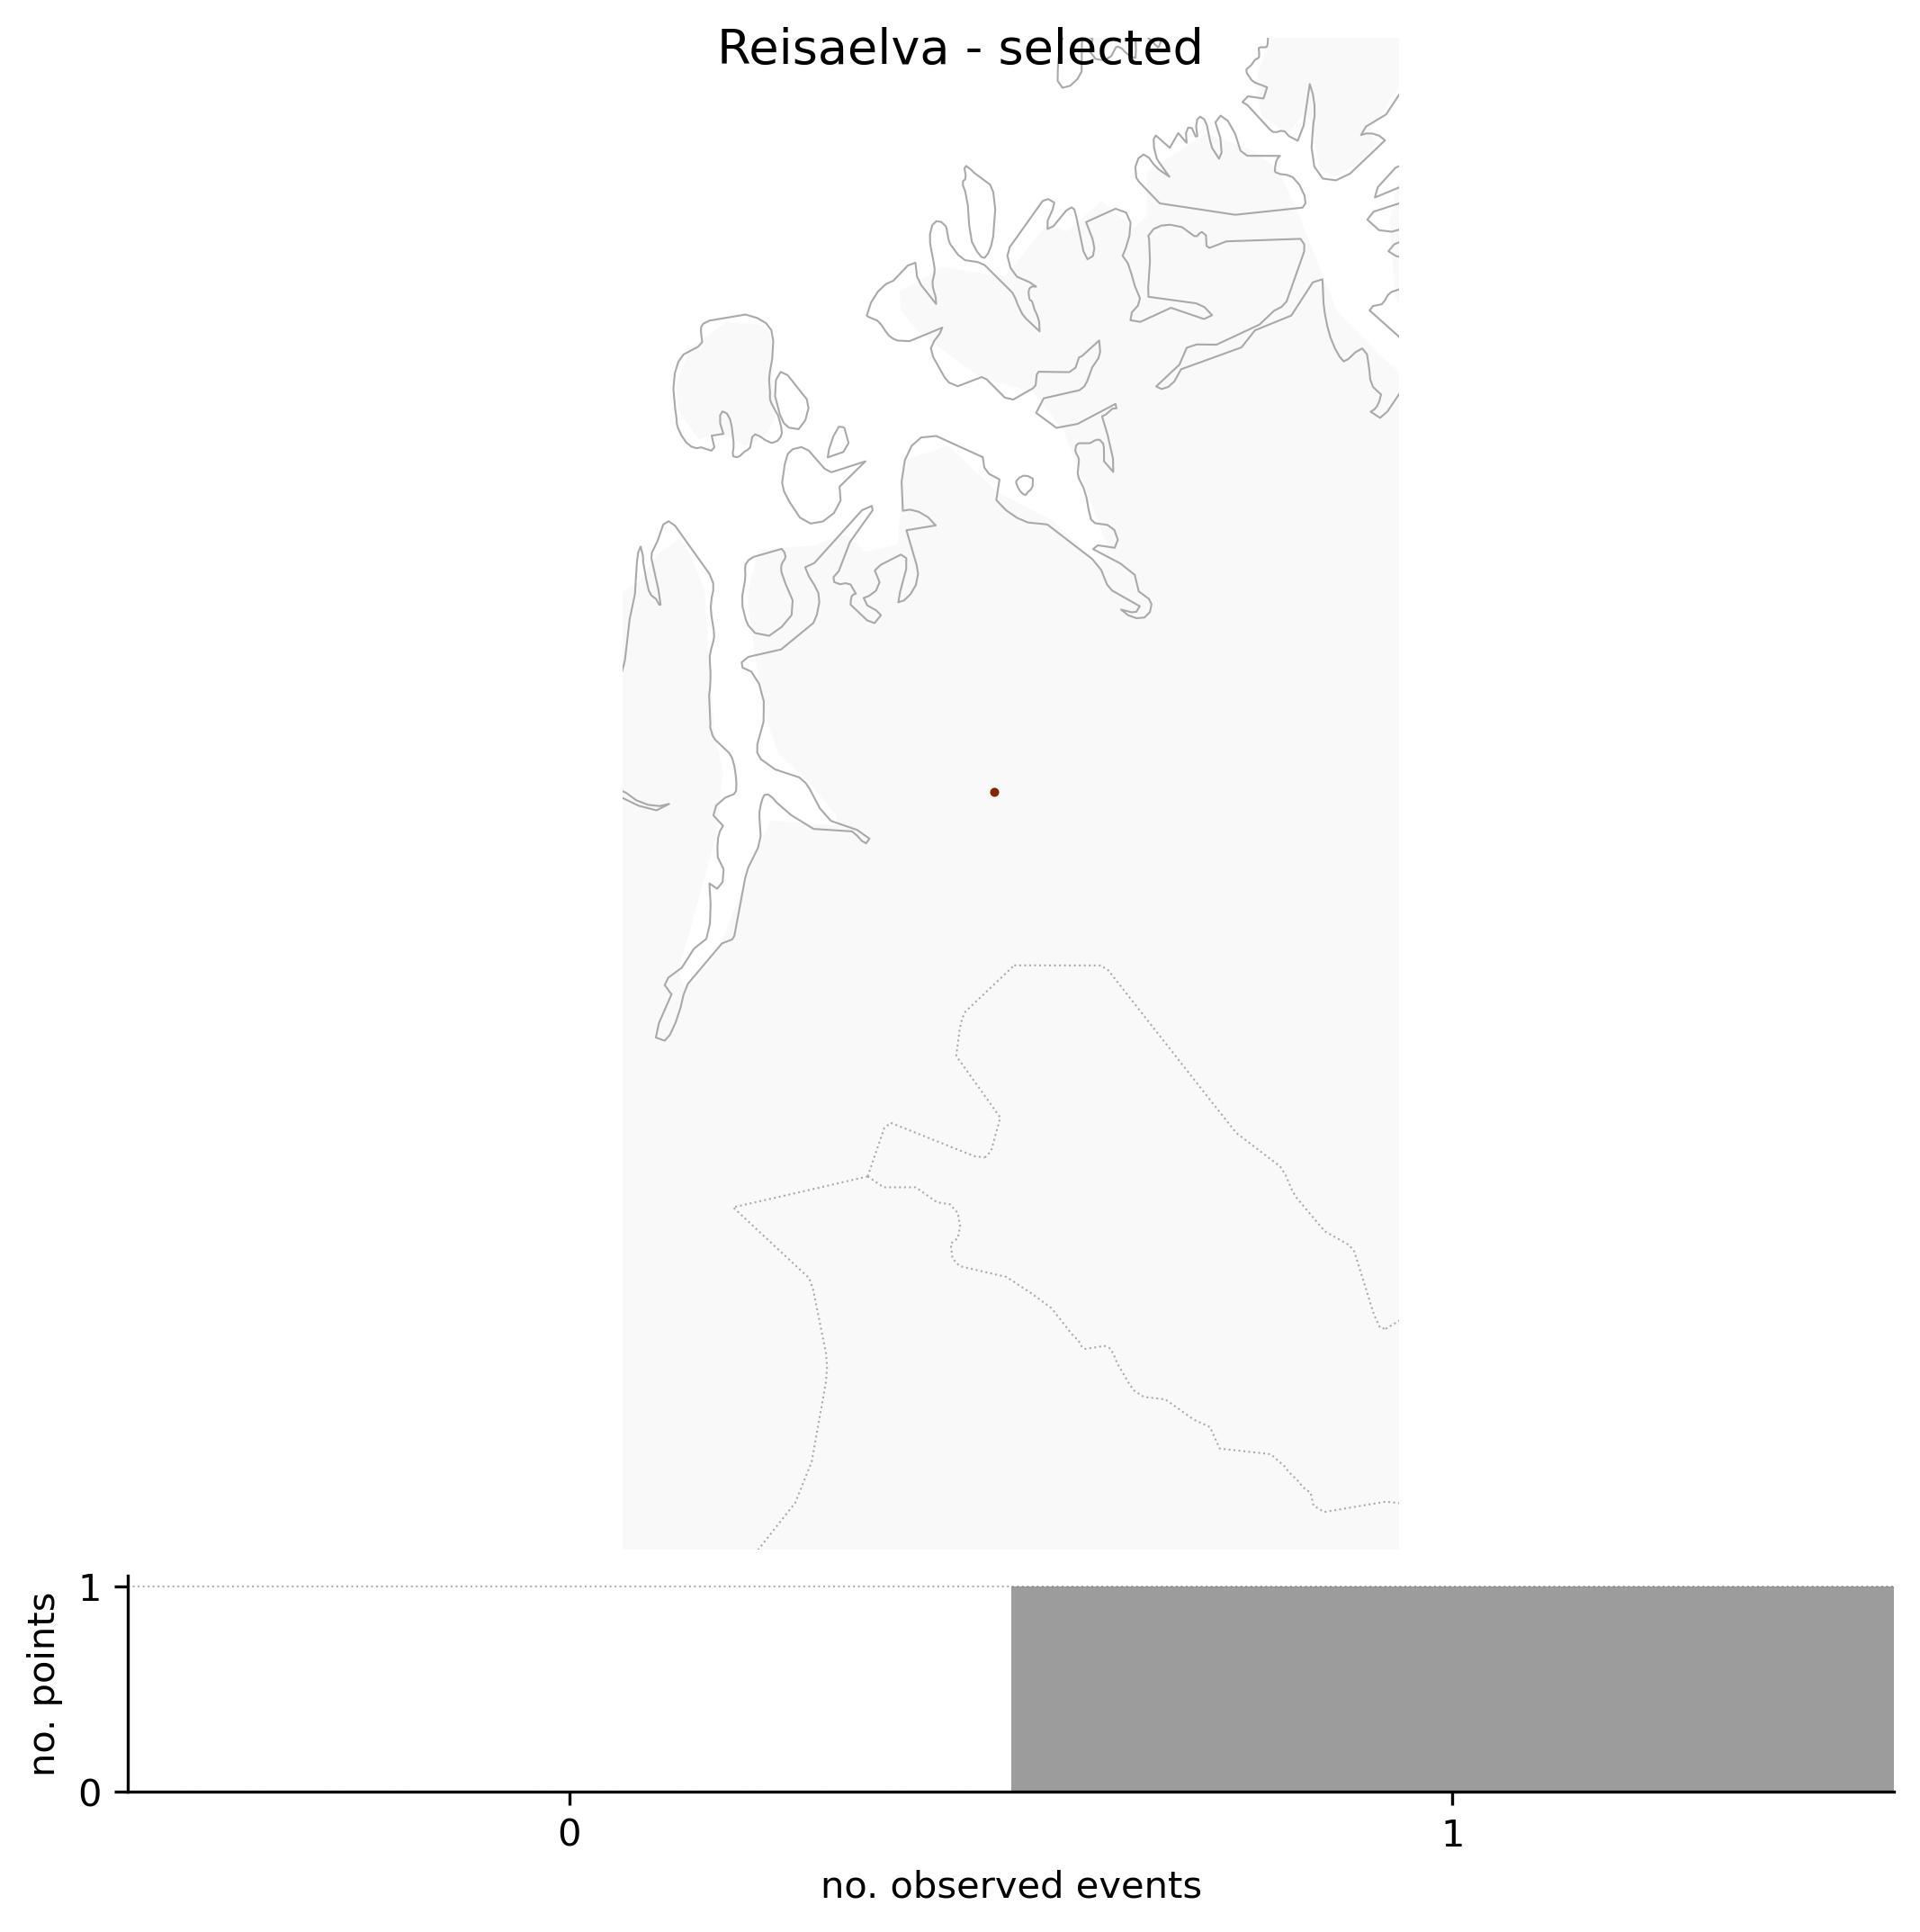 Reisaelva - selected
no. points
1
0
0 1
no. observed events